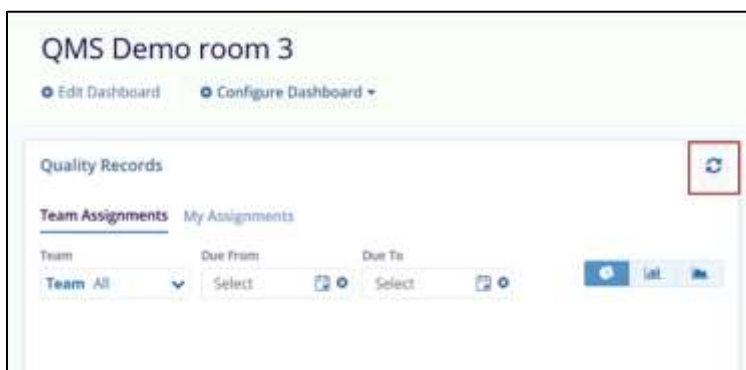 QMS Demo room 3
Edit Dashboard Configure Dashboard
Quality Records
Team Assignments My Assignments
Team Due From Due To
Team All Select Select